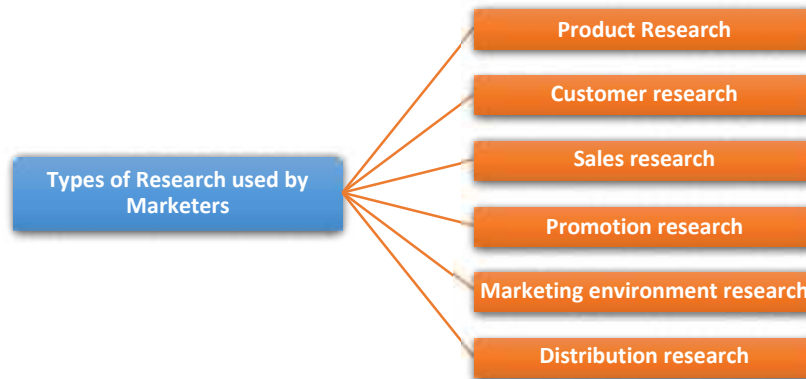 Types of Research used by
Marketers
Product Research
Customer research
Sales research
Promotion research
Marketing environment research
Distribution research